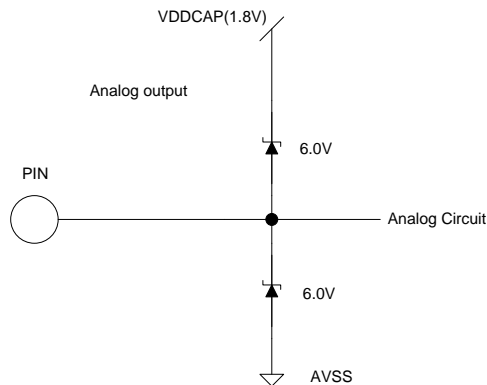 VDDCAP(1.8V)
Analog output
6.0V
PIN
Analog Circuit
6.0V
AVSS